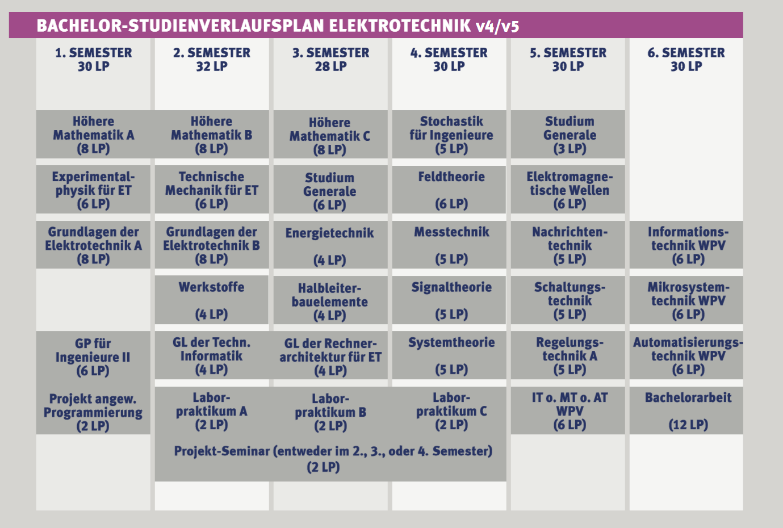 BACHELOR-STUDIENVERLAUFSPLAN ELEKTROTECHNIK v4/v5
1. SEMESTER
30 LP
2. SEMESTER
32 LP
3. SEMESTER
28 LP
4. SEMESTER
30 LP
5. SEMESTER
30 LP
6. SEMESTER
30 LP
Höhere
Mathematik A
(8 LP)
Höhere
Mathematik B
(8 LP)
Höhere
Mathematik C
(8 LP)
Stochastik
für Ingenieure
(5 LP)
Studium
Generale
(3 LP)
Experimental-
physik für ET
(6 LP)
Technische
Mechanik für ET
(6 LP)
Studium
Generale
(6 LP)
Feldtheorie
(6 LP)
Elektromagne-
tische Wellen
(6 LP)
Grundlagen der
Elektrotechnik A
(8 LP)
Grundlagen der
Elektrotechnik B
(8 LP)
Energietechnik
(4 LP)
Messtechnik
(5 LP)
Nachrichten-
technik
(5 LP)
Informations-
technik WPV
(6 LP)
Werkstoffe
(4 LP)
Halbleiter-
bauelemente
(4 LP)
Signaltheorie
(5 LP)
Schaltungs-
technik
(5 LP)
Mikrosystem-
technik WPV
(6 LP)
GP für
Ingenieure II
(6 LP)
GL der Techn.
Informatik
(4 LP)
GL der Rechner-
architektur für ET
(4 LP)
Systemtheorie
(5 LP)
Regelungs-
technik A
(5 LP)
Automatisierungs-
technik WPV
(6 LP)
Projekt angew.
Programmierung
(2 LP)
Labor-
praktikum A
(2 LP)
Labor-
praktikum B
(2 LP)
Labor-
praktikum C
(2 LP)
IT o. MT o. AT
WPV
(6 LP)
Bachelorarbeit
(12 LP)
Projekt-Seminar (entweder im 2., 3., oder 4. Semester)
(2 LP)